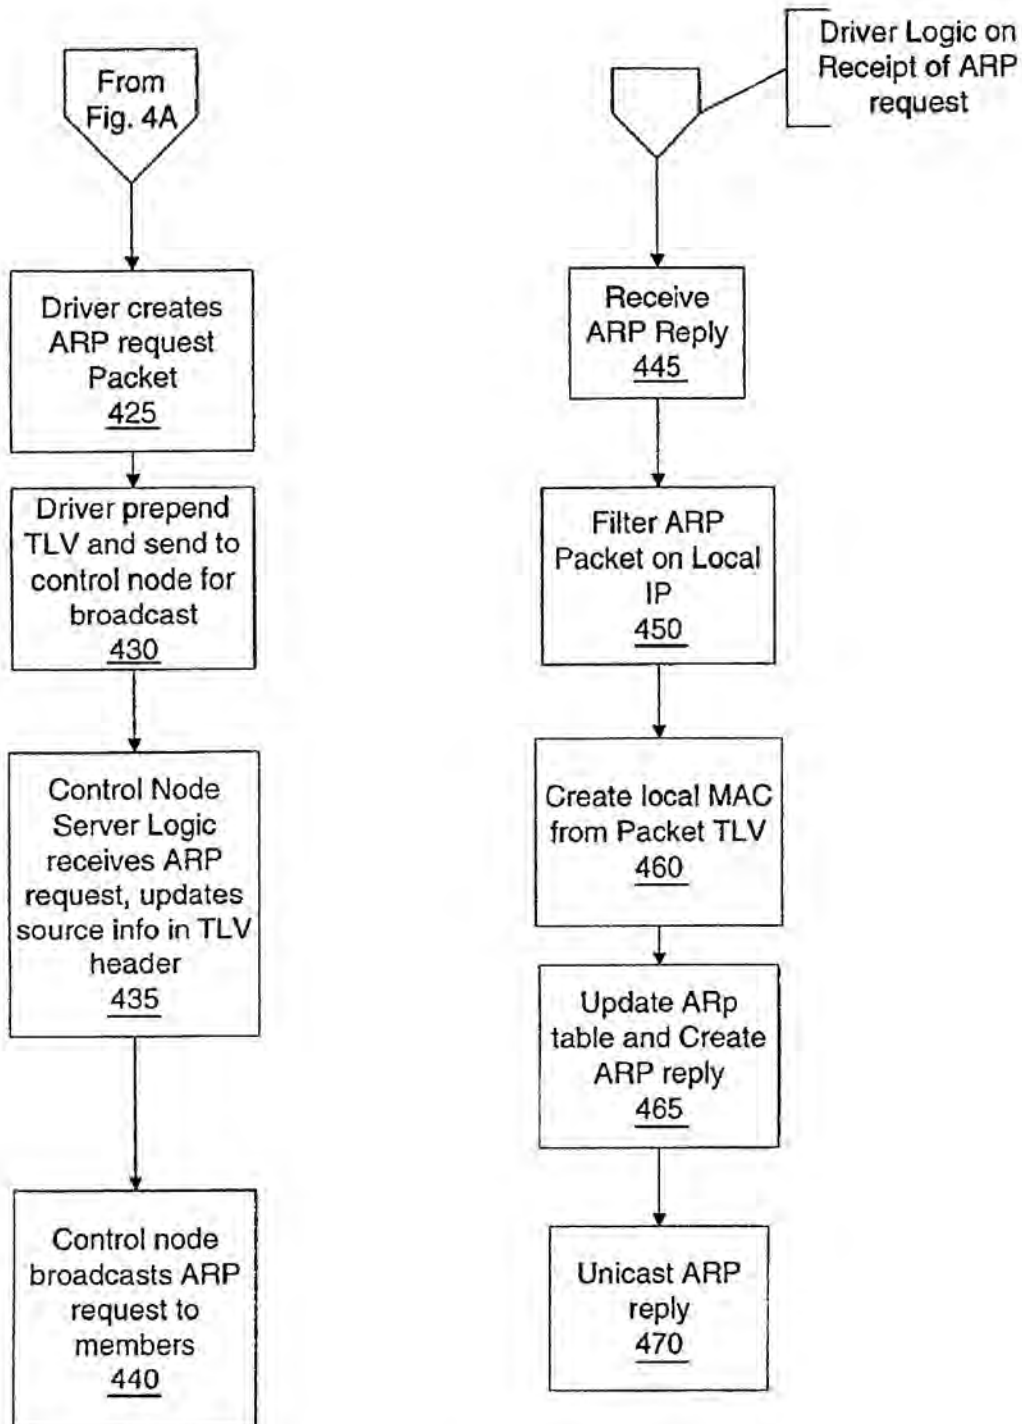 From
Fig. 4A
Driver creates
ARP request
Packet
425
Driver prepend
TLV and send to
control node for
broadcast
430
Control Node
Server Logic
receives ARP
request, updates
source info in TLV
header
435
Control node
broadcasts ARP
request to
members
440
Driver Logic on
Receipt of ARP
request
Receive
ARP Reply
445
Filter ARP
Packet on Local
IP
450
Create local MAC
from Packet TLV
460
Update ARp
table and Create
ARP reply
465
Unicast ARP
reply
470